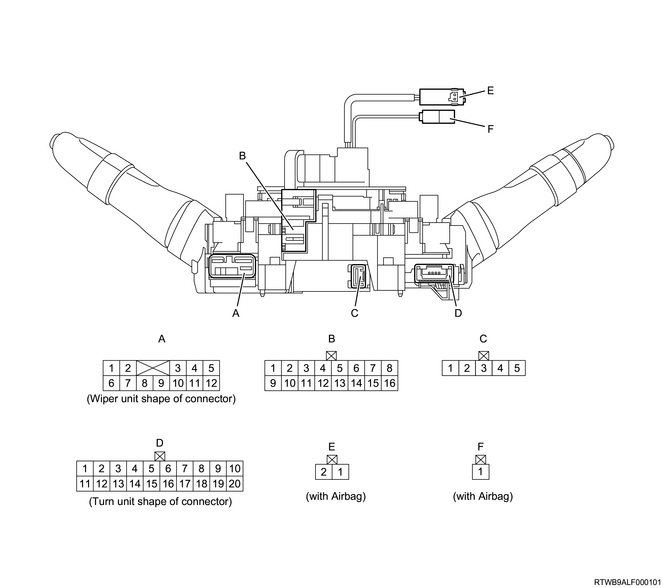 E
F
B
A C D
A B C
1 2 3 4 5
6 7 8 9 10 11 12
(Wiper unit shape of connector)
1 2 3 4 5 6 7 8
9 10 11 12 13 14 15 16
1 2 3 4 5
D E F
1 2 3 4 5 6 7 8 9 10
11 12 13 14 15 16 17 18 19 20
(Turn unit shape of connector)
2 1
(with Airbag)
1
(with Airbag)
RTWB9ALF000101